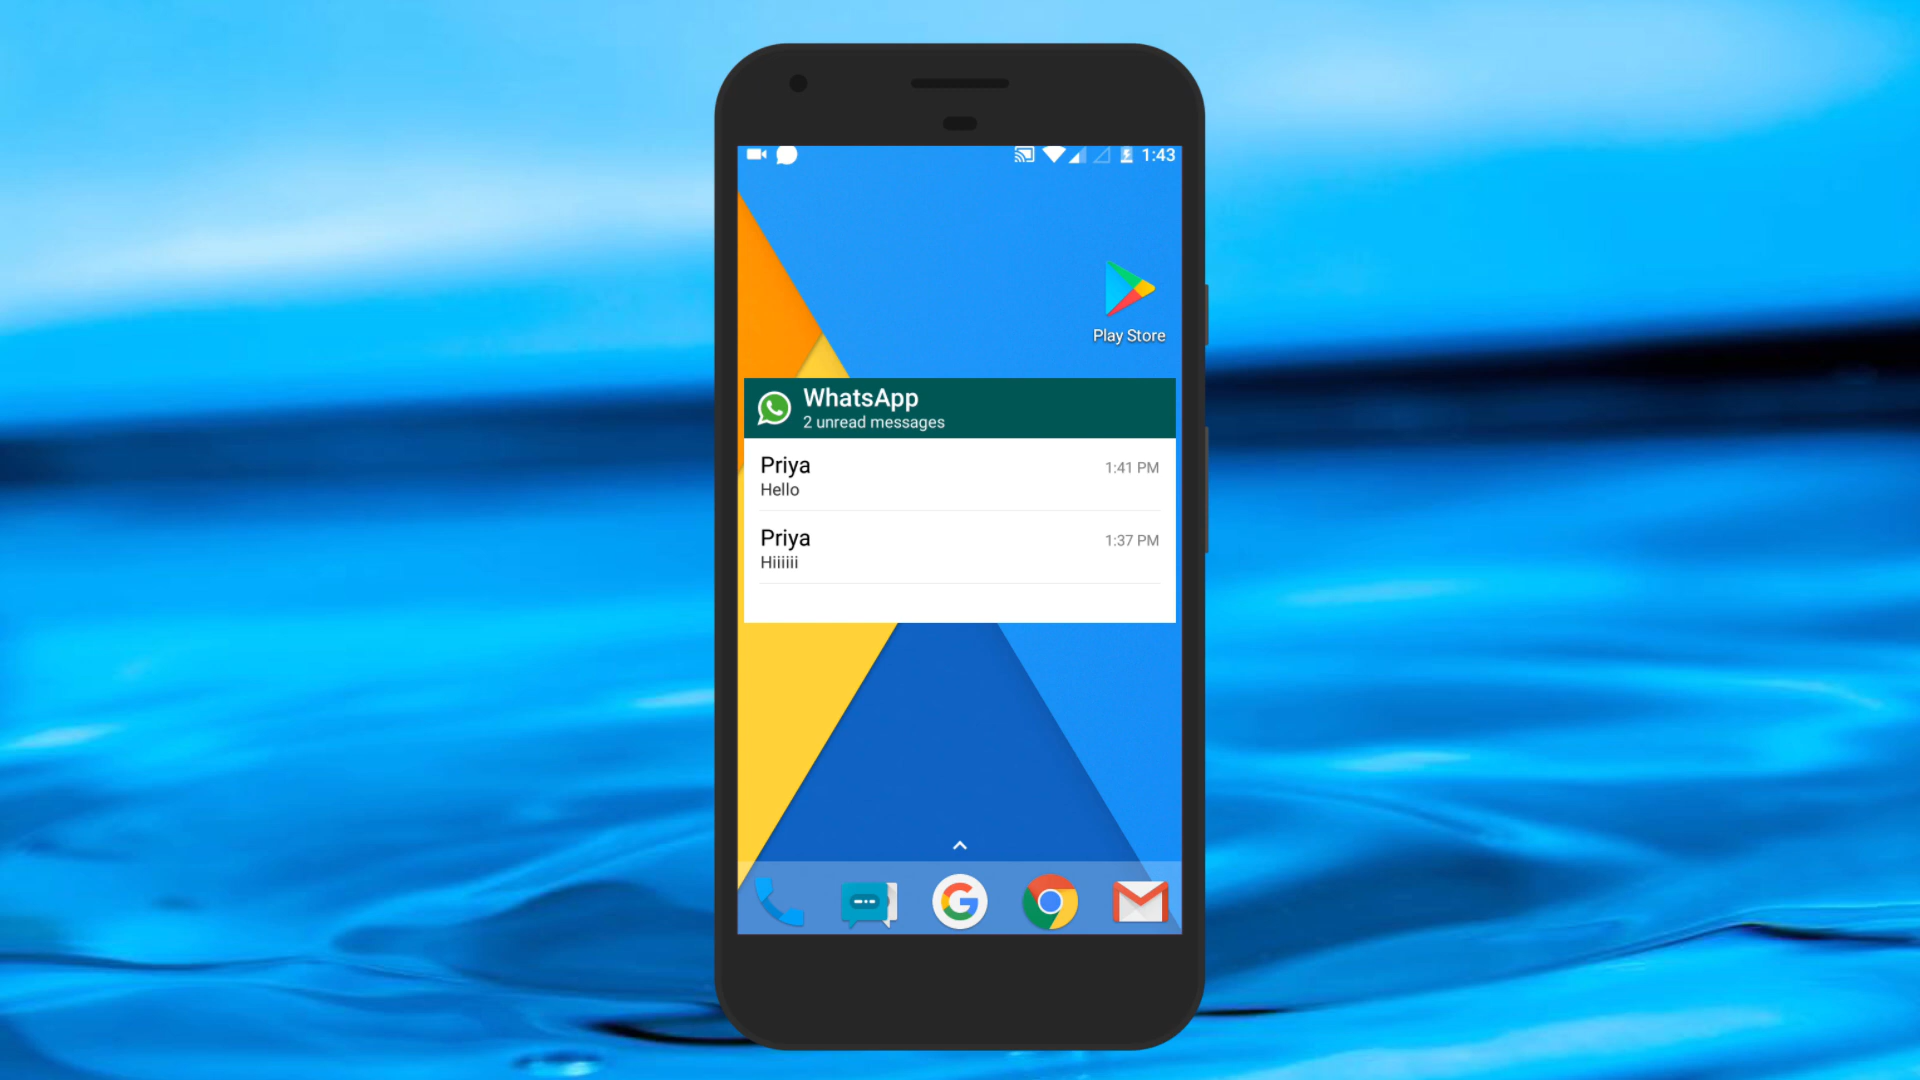 1:43
Play Store
WhatsApp
2 unread messages
Priya 1:41 PM
Hello
Priya 1:37 PM
Hiiiiii